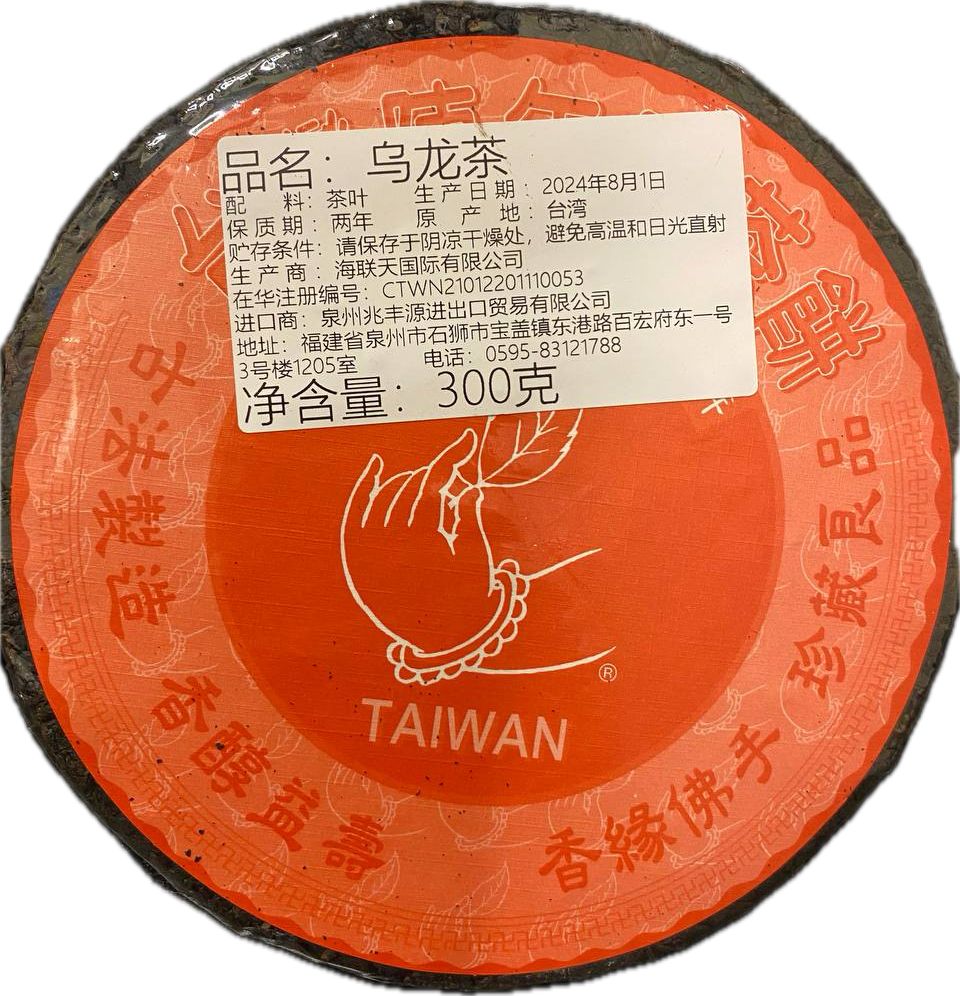 品名：乌龙茶
配　料：茶叶　生产日期：2024年8月1日
保质期：两年　原产地：台湾
贮存条件：请保存于阴凉干燥处，避免高温和日光直射
生产商：海联天国际有限公司
在华注册编号：CTWN21012201110053
进口商：泉州兆丰源进出口贸易有限公司
地址：福建省泉州市石狮市宝盖镇东港路百宏府东一号
3号楼1205室　电话：0595-83121788
净含量：300克
TAIWAN
®
法製造
香醇益壽
香緣佛手
珍藏良品